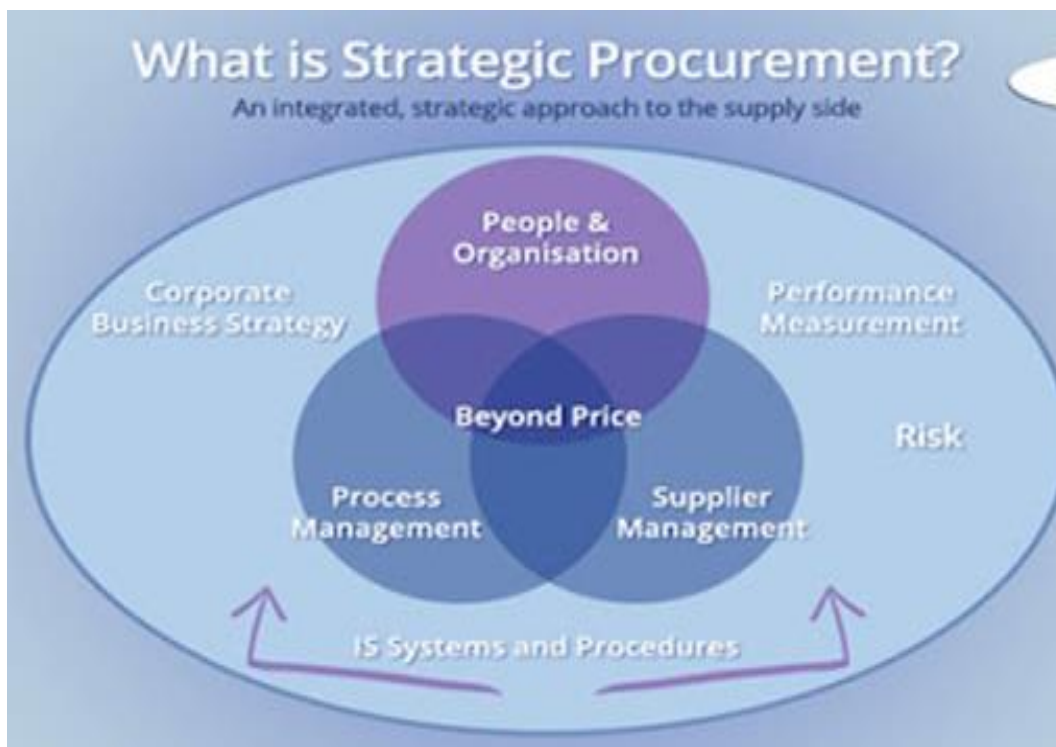 What is Strategic Procurement?
An integrated, strategic approach to the supply side
People &
Organisation
Corporate
Business Strategy
Performance
Measurement
Beyond Price
Risk
Process
Management
Supplier
Management
IS Systems and Procedures